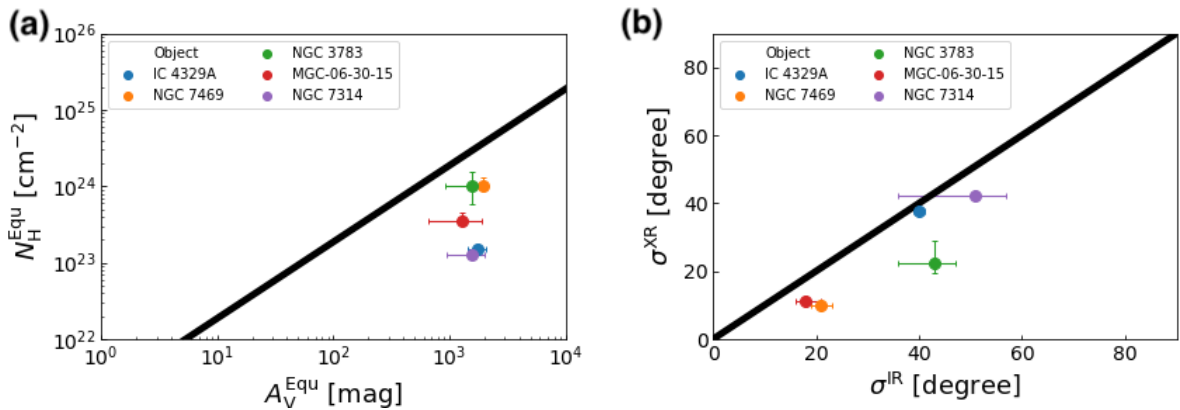 (a)
N_H^Equ [cm^-2]
10^26
10^25
10^24
10^23
10^22
Object
IC 4329A
NGC 7469
NGC 3783
MGC-06-30-15
NGC 7314
10^0 10^1 10^2 10^3 10^4
A_V^Equ [mag]
(b)
σ^XR [degree]
80
60
40
20
0
Object
IC 4329A
NGC 7469
NGC 3783
MGC-06-30-15
NGC 7314
0 20 40 60 80
σ^IR [degree]